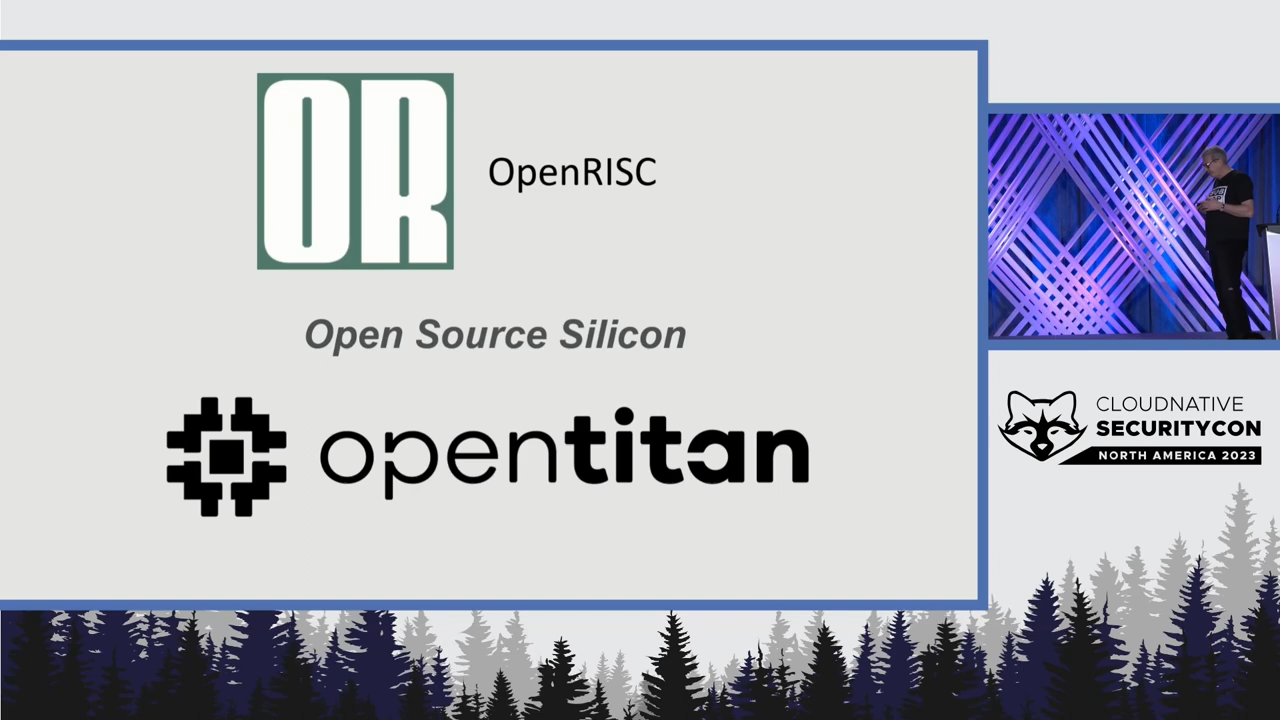 OR
OpenRISC
Open Source Silicon
opentitan
CLOUDNATIVE
SECURITYCON
NORTH AMERICA 2023